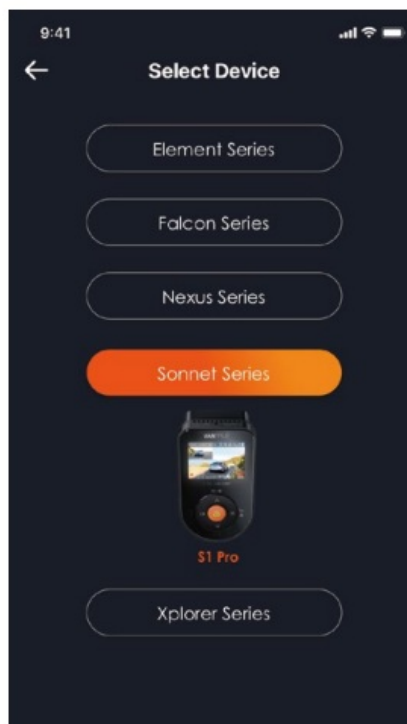 9:41
Select Device
Element Series
Falcon Series
Nexus Series
Sonnet Series
S1 Pro
Xplorer Series